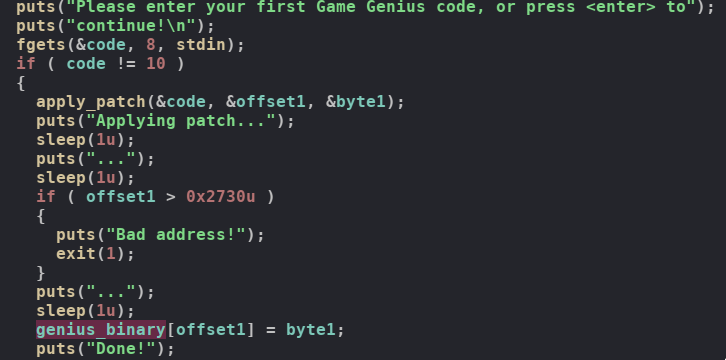 puts("Please enter your first Game Genius code, or press <enter> to");
puts("continue!\n");
fgets(&code, 8, stdin);
if ( code != 10 )
{
apply_patch(&code, &offset1, &byte1);
puts("Applying patch...");
sleep(1u);
puts("...");
sleep(1u);
if ( offset1 > 0x2730u )
{
puts("Bad address!");
exit(1);
}
puts("...");
sleep(1u);
genius_binary[offset1] = byte1;
puts("Done!");